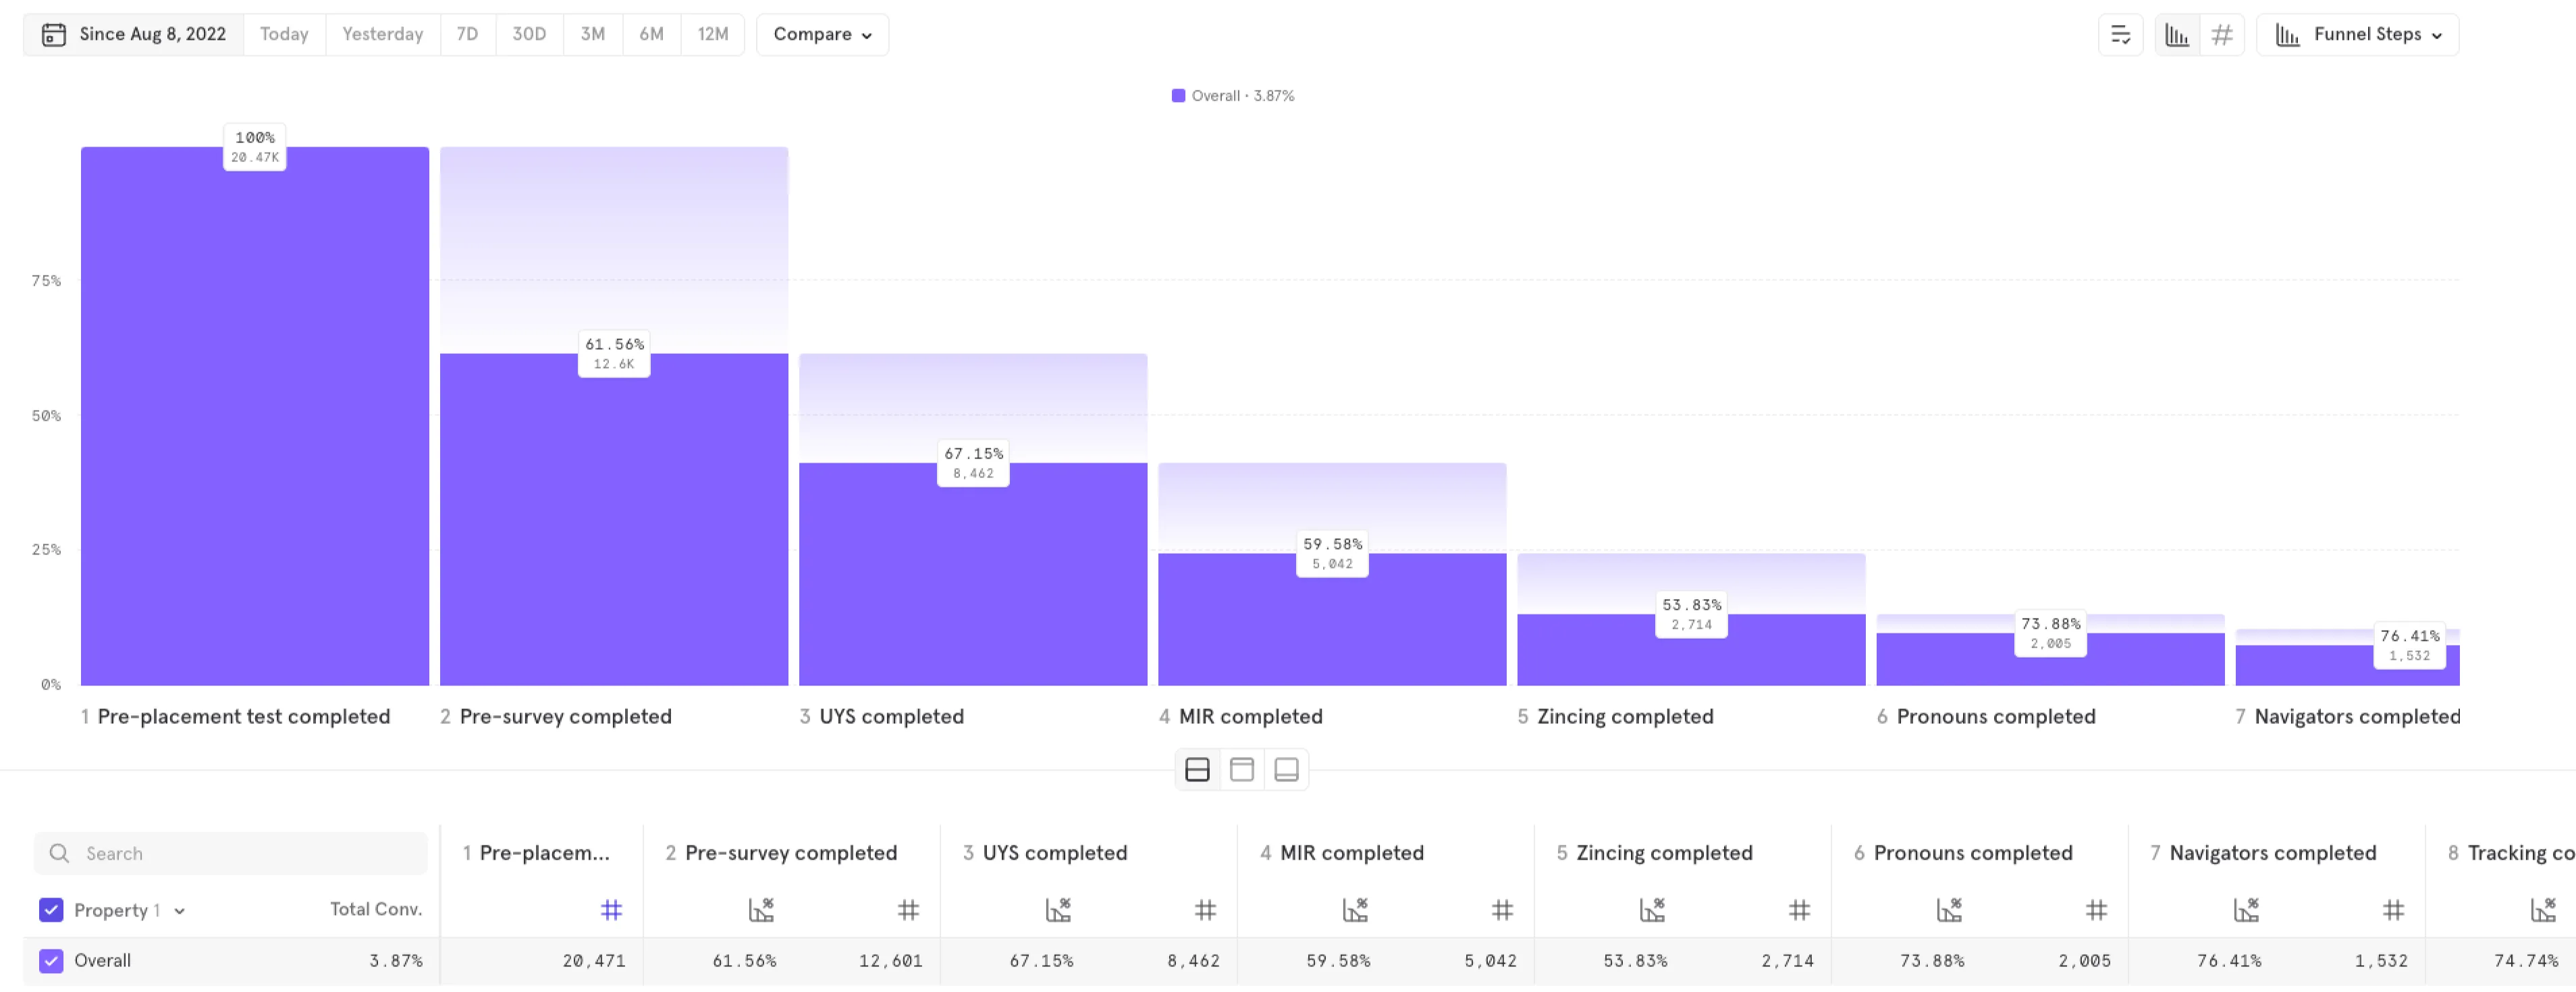 Since Aug 8, 2022 Today Yesterday 7D 30D 3M 6M 12M Compare Funnel Steps
Overall · 3.87%
100%
20.47K
75%
61.56%
12.6K
50%
67.15%
8,462
25%
59.58%
5,042
53.83%
2,714
73.88%
2,005
76.41%
1,532
0%
1 Pre-placement test completed 2 Pre-survey completed 3 UYS completed 4 MIR completed 5 Zincing completed 6 Pronouns completed 7 Navigators completed
Search 1 Pre-placem... 2 Pre-survey completed 3 UYS completed 4 MIR completed 5 Zincing completed 6 Pronouns completed 7 Navigators completed 8 Tracking co
Property 1 Total Conv. # # # # # # #
Overall 3.87% 20,471 61.56% 12,601 67.15% 8,462 59.58% 5,042 53.83% 2,714 73.88% 2,005 76.41% 1,532 74.74%